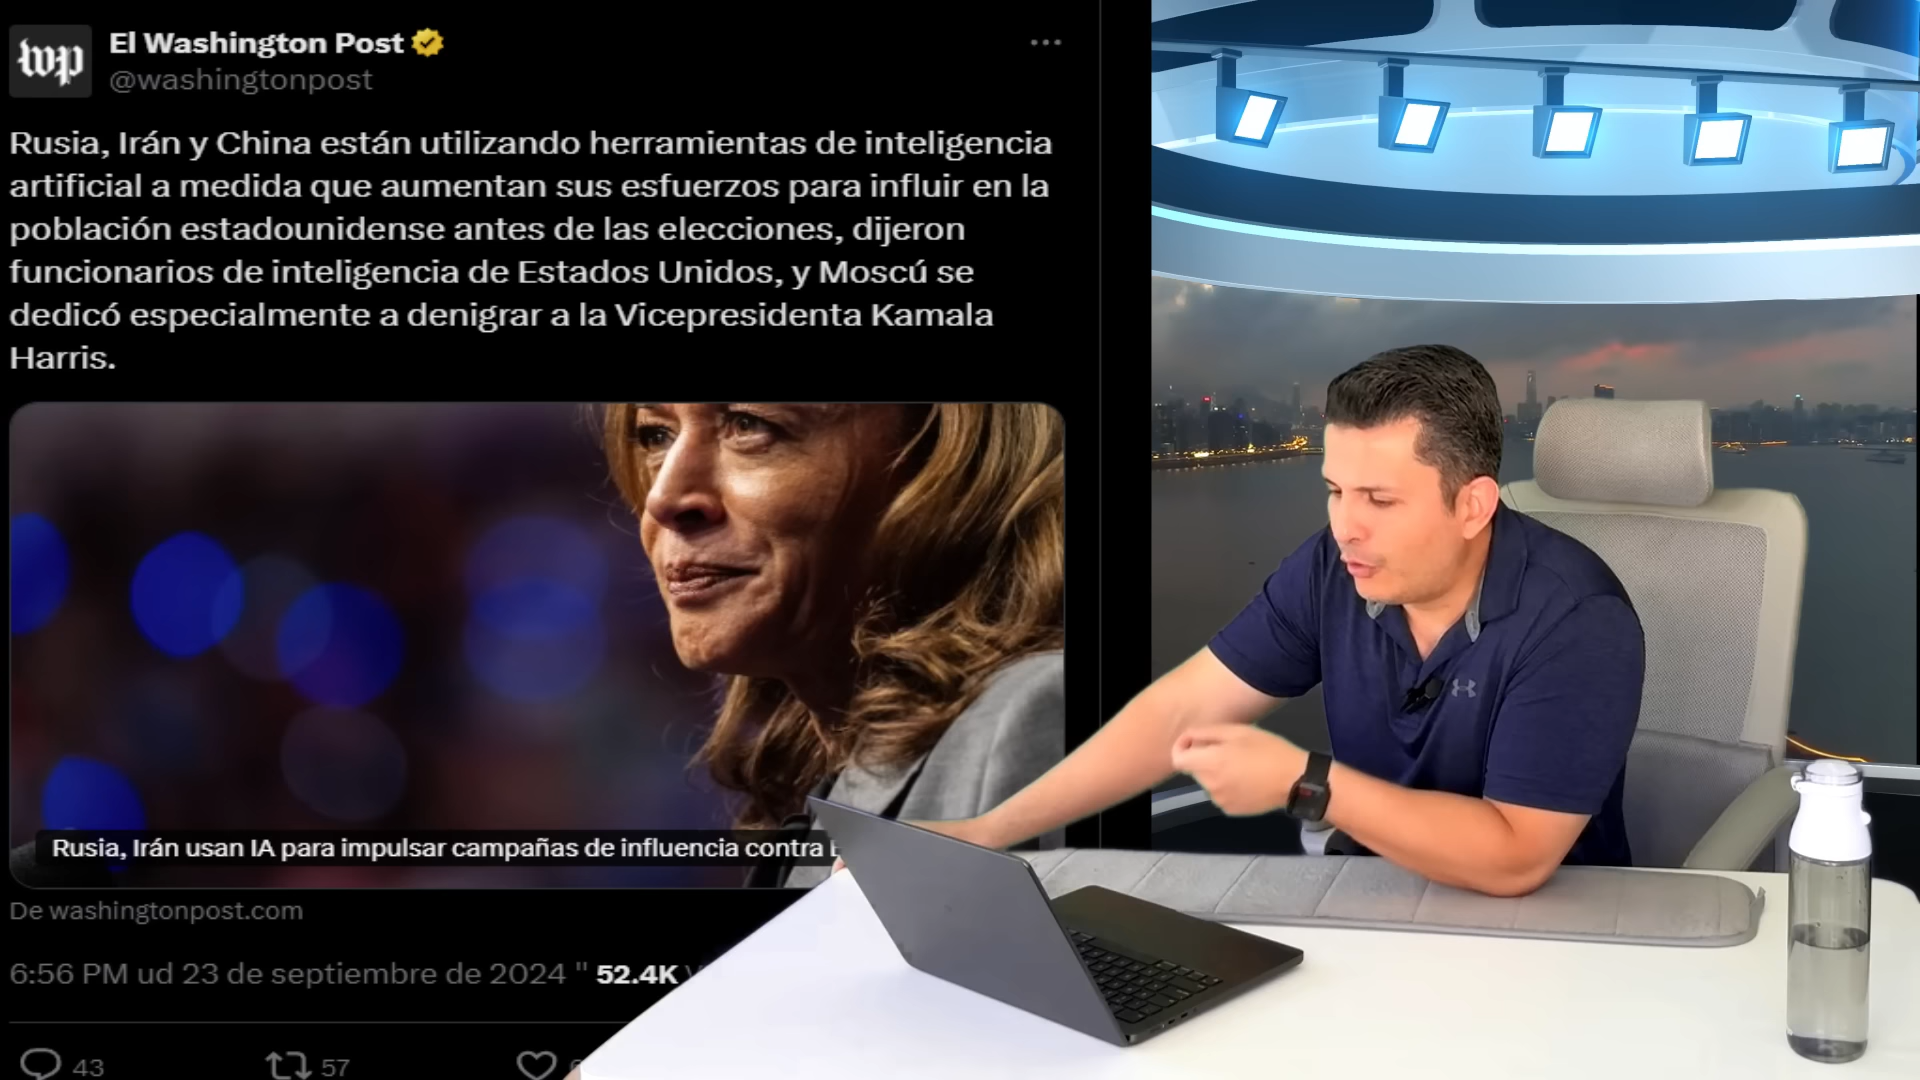 wp
El Washington Post
@washingtonpost
Rusia, Irán y China están utilizando herramientas de inteligencia
artificial a medida que aumentan sus esfuerzos para influir en la
población estadounidense antes de las elecciones, dijeron
funcionarios de inteligencia de Estados Unidos, y Moscú se
dedicó especialmente a denigrar a la Vicepresidenta Kamala
Harris.
Rusia, Irán usan IA para impulsar campañas de influencia contra
De washingtonpost.com
6:56 PM ud 23 de septiembre de 2024 " 52.4K
43 57